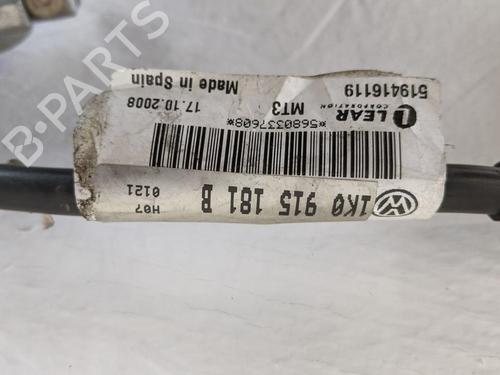 519416119
LEAR
CORPORATION
MT3
17.10.2008
Made in Spain
*5680337608*
1K0 915 181 B
H07
0121
B-PARTS